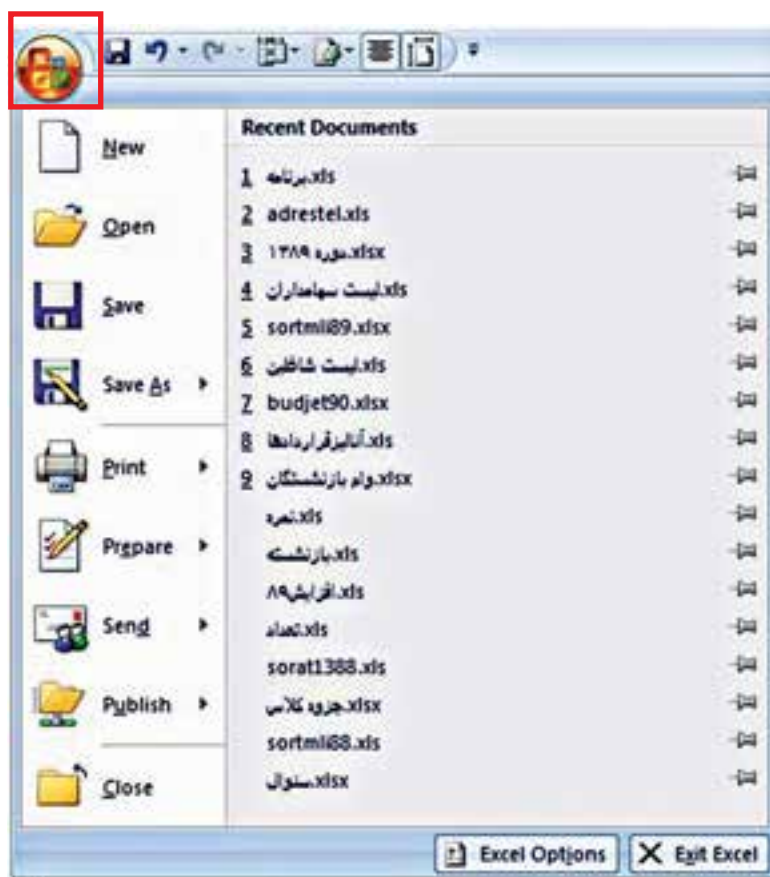 New
Open
Save
Save As
Print
Prepare
Send
Publish
Close
Recent Documents
1 برنامه.xls
2 adrestel.xls
3 دوره ۱۳۸۹.xlsx
4 لیست سهامداران.xls
5 sortmli89.xlsx
6 لیست شاغلین.xls
7 budjet90.xlsx
8 آنالیزقراردادها.xls
9 وام بازنشستگان.xlsx
نمره.xls
بازنشسته.xls
افزایش۸۹.xls
تعداد.xls
sorat1388.xls
جزوه کلاس.xlsx
sortmli88.xls
سئوال.xlsx
Excel Options
Exit Excel